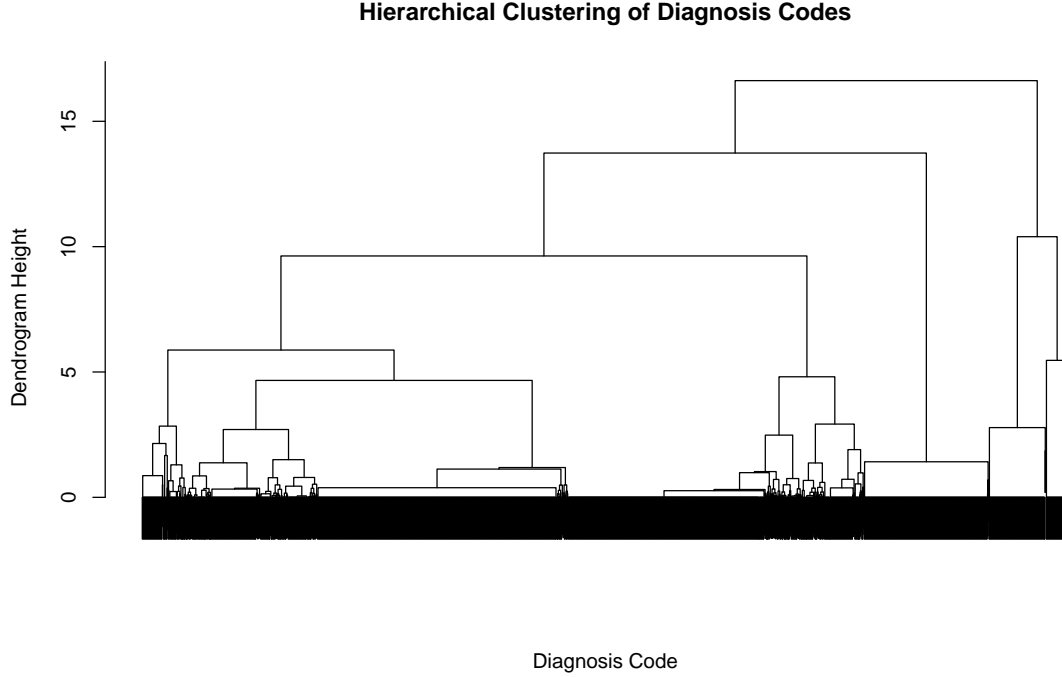 Hierarchical Clustering of Diagnosis Codes
15
10
5
0
Dendrogram Height
Diagnosis Code